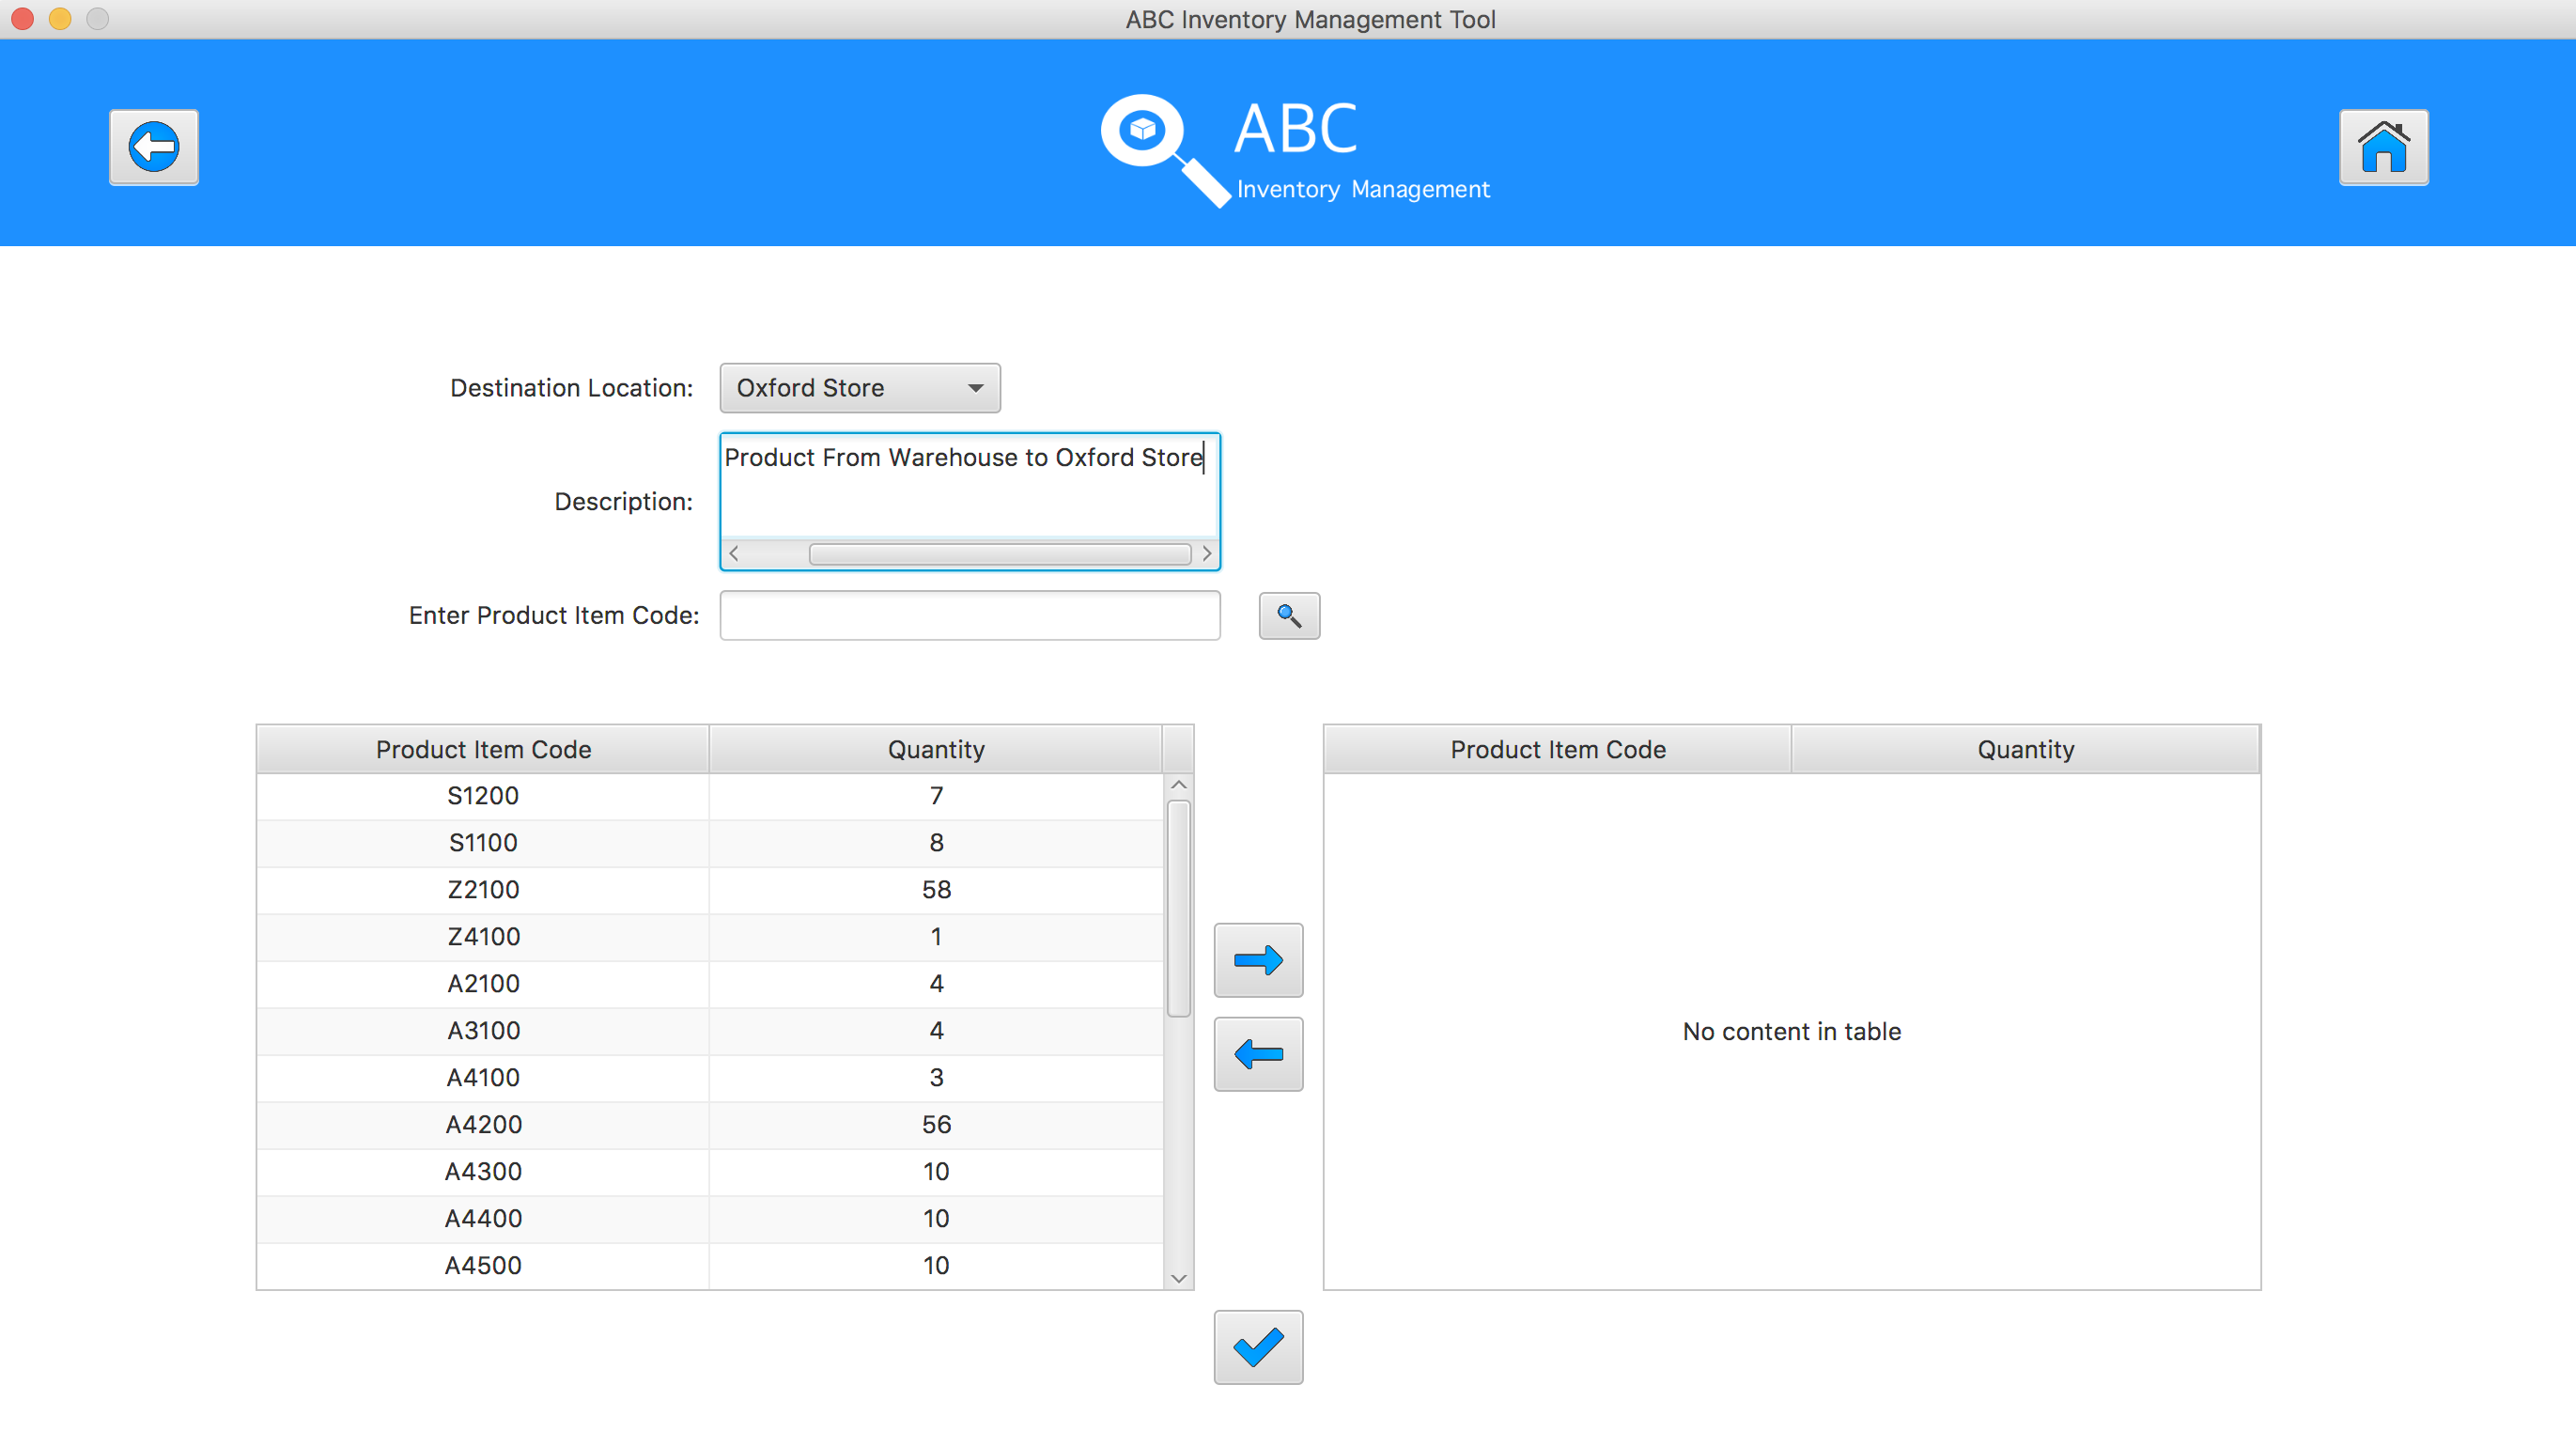 ABC Inventory Management Tool
ABC
Inventory Management
Destination Location: Oxford Store
Description: Product From Warehouse to Oxford Store
Enter Product Item Code:
Product Item Code Quantity
S1200 7
S1100 8
Z2100 58
Z4100 1
A2100 4
A3100 4
A4100 3
A4200 56
A4300 10
A4400 10
A4500 10
Product Item Code Quantity
No content in table